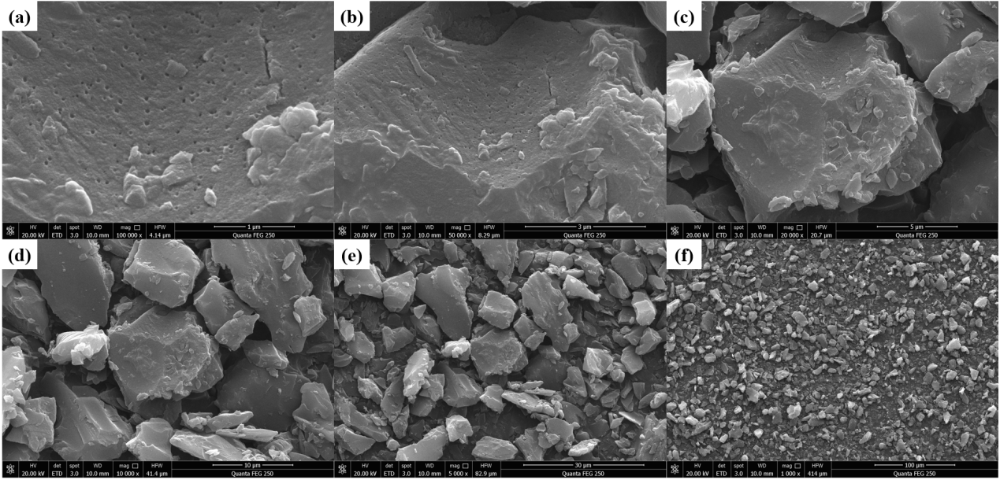 (a)
HV det spot WD mag HFW 1 µm
20.00 kV ETD 3.0 10.0 mm 100 000 x 4.14 µm Quanta FEG 250
(b)
HV det spot WD mag HFW 3 µm
20.00 kV ETD 3.0 10.0 mm 50 000 x 8.29 µm Quanta FEG 250
(c)
HV det spot WD mag HFW 5 µm
20.00 kV ETD 3.0 10.0 mm 20 000 x 20.7 µm Quanta FEG 250
(d)
HV det spot WD mag HFW 10 µm
20.00 kV ETD 3.0 10.0 mm 10 000 x 41.4 µm Quanta FEG 250
(e)
HV det spot WD mag HFW 30 µm
20.00 kV ETD 3.0 10.0 mm 5 000 x 82.9 µm Quanta FEG 250
(f)
HV det spot WD mag HFW 100 µm
20.00 kV ETD 3.0 10.0 mm 1 000 x 414 µm Quanta FEG 250